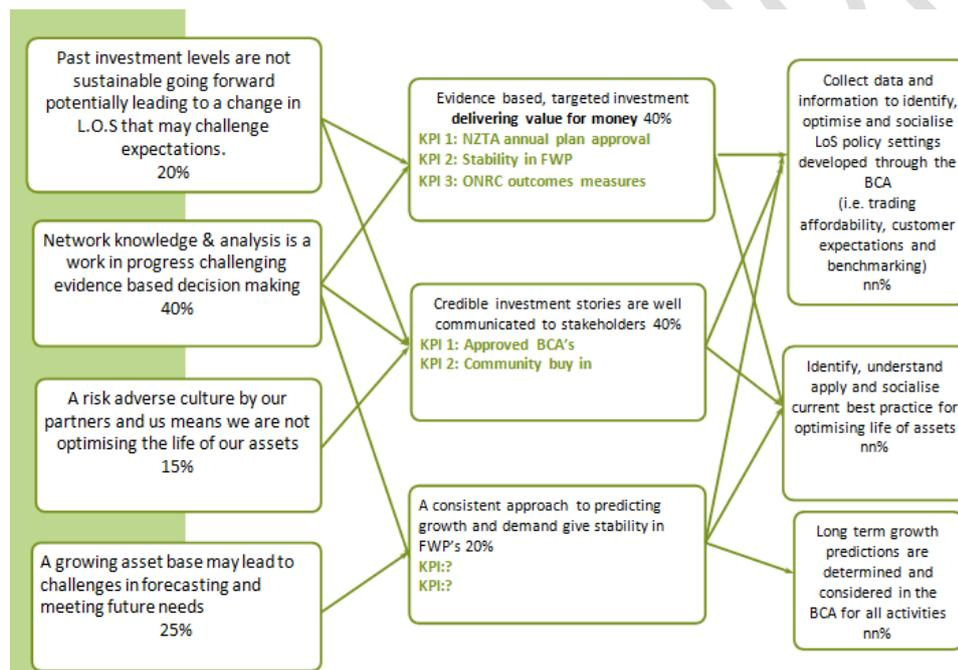 Past investment levels are not
sustainable going forward
potentially leading to a change in
L.O.S that may challenge
expectations.
20%
Network knowledge & analysis is a
work in progress challenging
evidence based decision making
40%
A risk adverse culture by our
partners and us means we are not
optimising the life of our assets
15%
A growing asset base may lead to
challenges in forecasting and
meeting future needs
25%
Evidence based, targeted investment
delivering value for money 40%
KPI 1: NZTA annual plan approval
KPI 2: Stability in FWP
KPI 3: ONRC outcomes measures
Credible investment stories are well
communicated to stakeholders 40%
KPI 1: Approved BCA's
KPI 2: Community buy in
A consistent approach to predicting
growth and demand give stability in
FWP's 20%
KPI:?
KPI:?
Collect data and
information to identify,
optimise and socialise
LoS policy settings
developed through the
BCA
(i.e. trading
affordability, customer
expectations and
benchmarking)
nn%
Identify, understand
apply and socialise
current best practice for
optimising life of assets
nn%
Long term growth
predictions are
determined and
considered in the
BCA for all activities
nn%